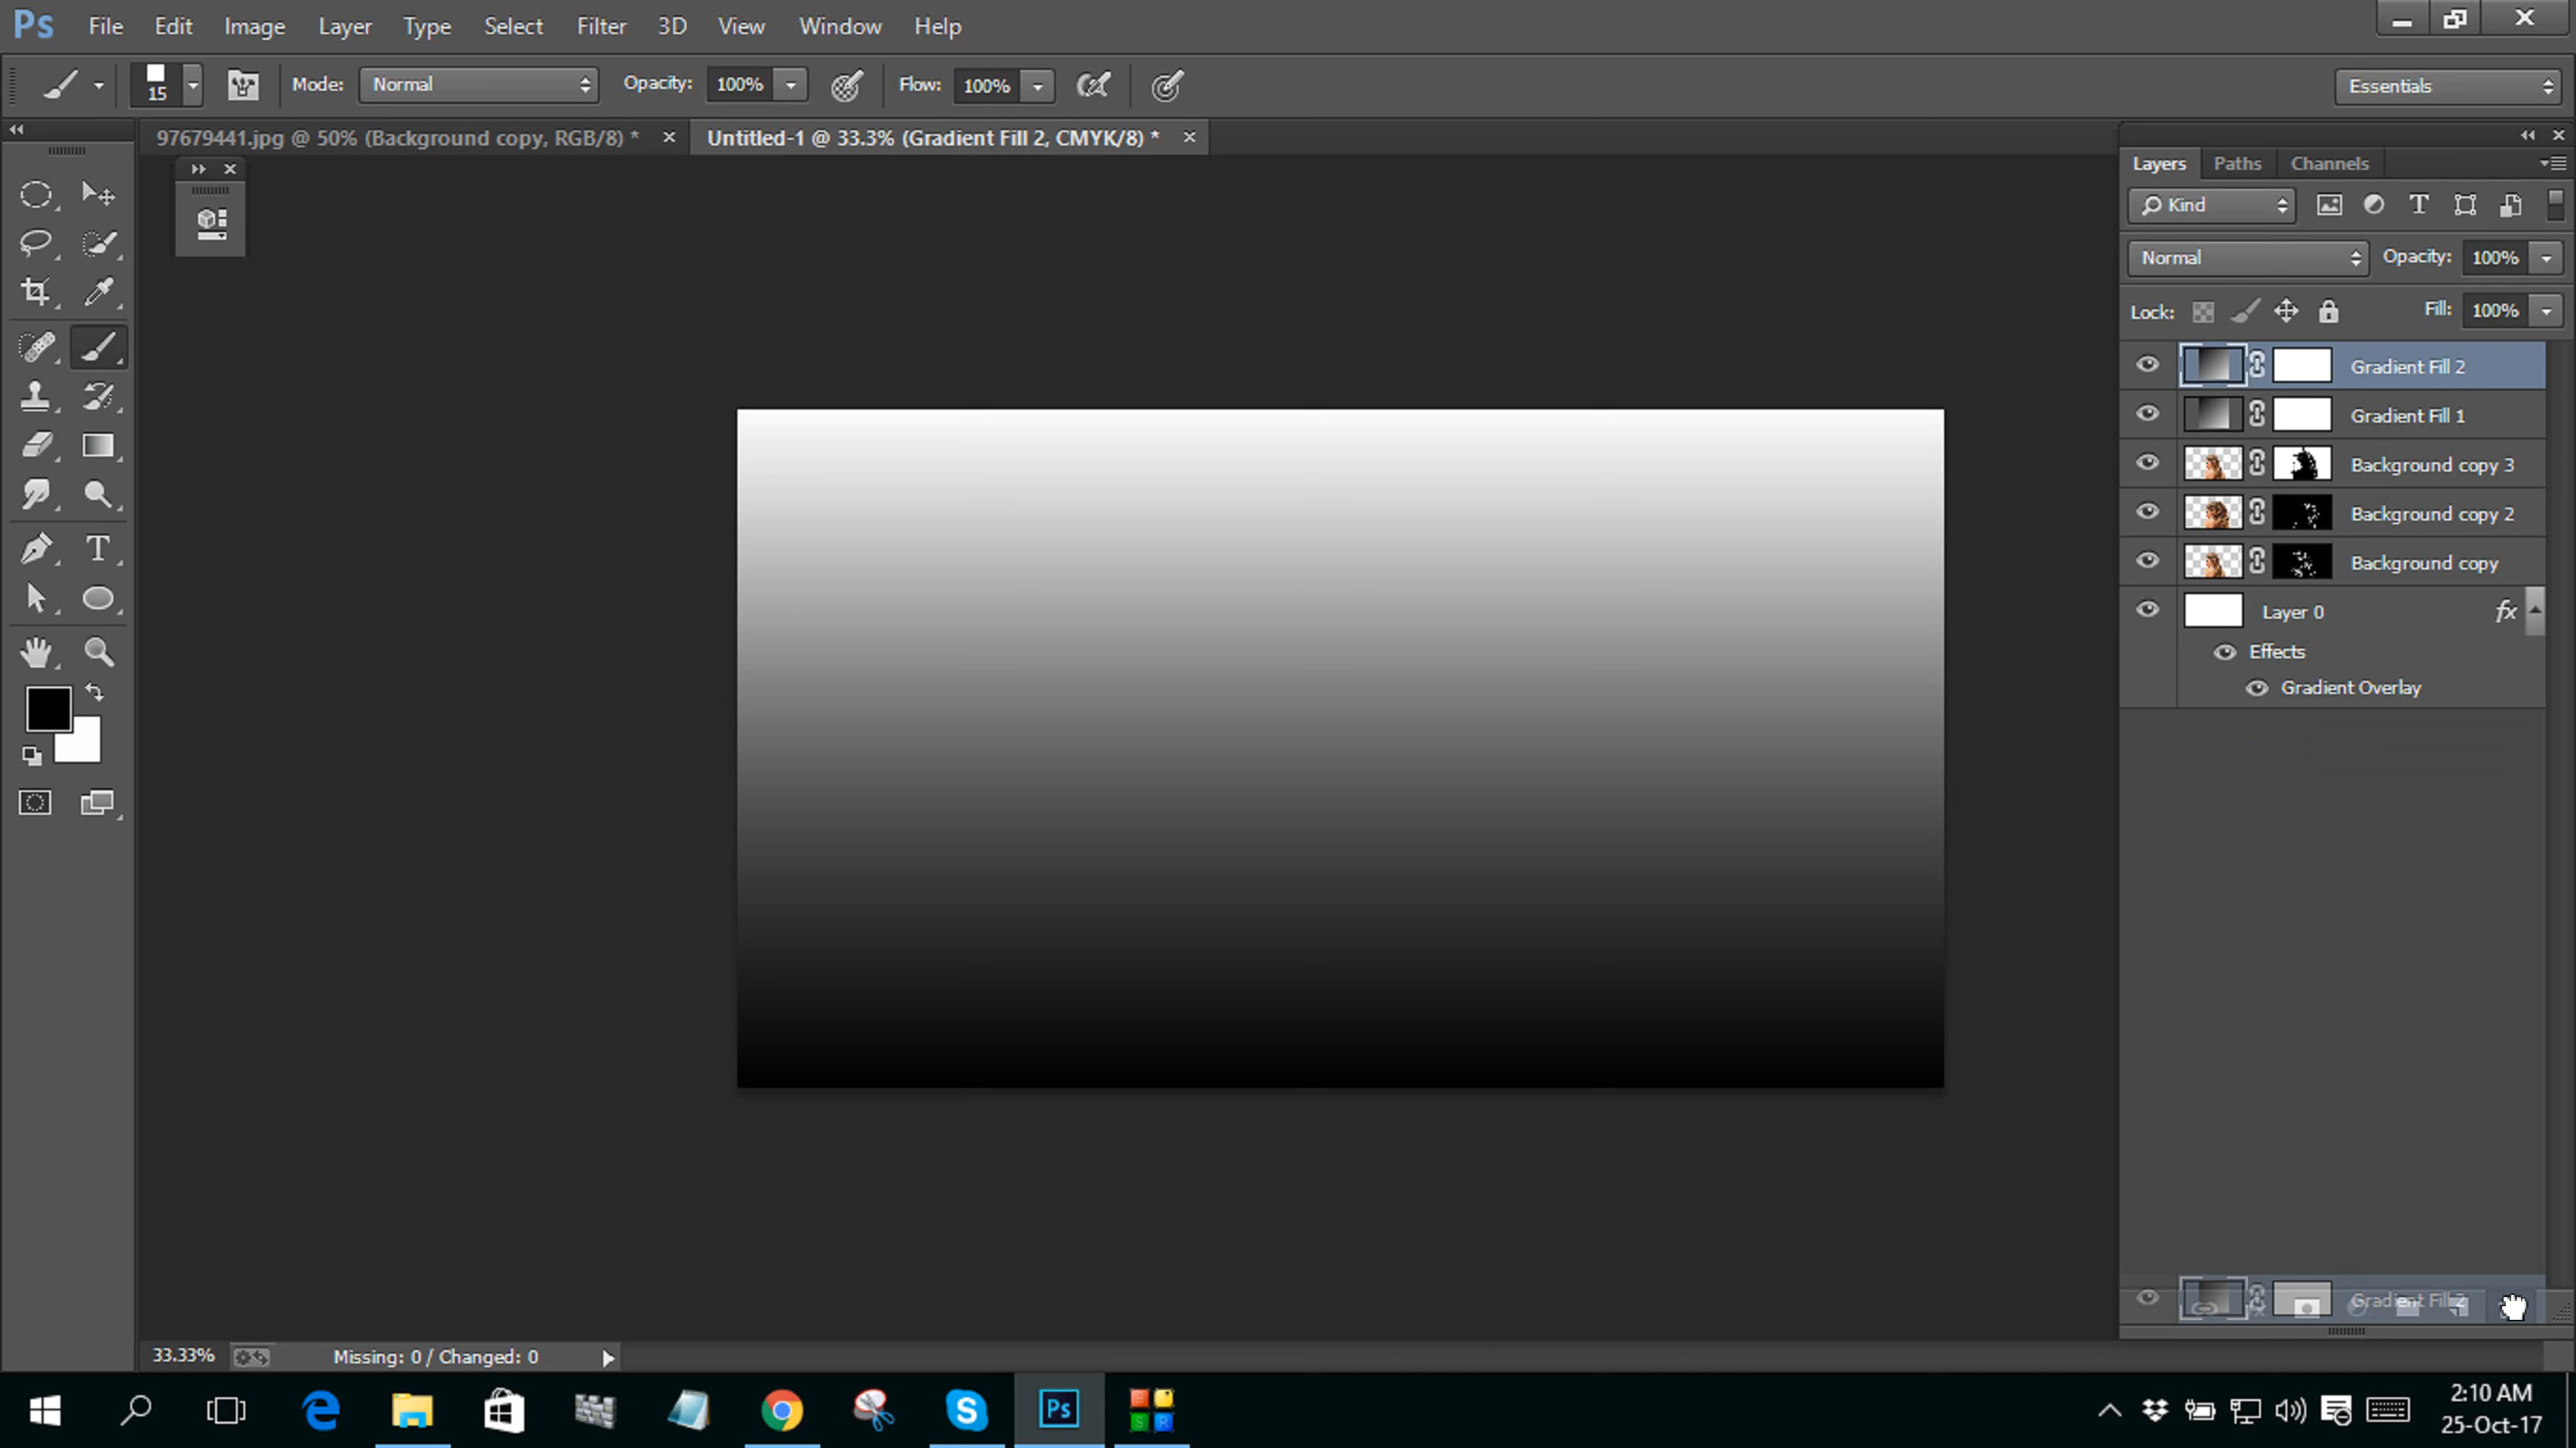 Ps File Edit Image Layer Type Select Filter 3D View Window Help
15 Mode: Normal Opacity: 100% Flow: 100% Essentials
97679441.jpg @ 50% (Background copy, RGB/8) * Untitled-1 @ 33.3% (Gradient Fill 2, CMYK/8) *
Layers Paths Channels
Kind
Normal Opacity: 100%
Lock: Fill: 100%
Gradient Fill 2
Gradient Fill 1
Background copy 3
Background copy 2
Background copy
Layer 0 fx
Effects
Gradient Overlay
Gradient Fill 2
33.33% Missing: 0 / Changed: 0
2:10 AM
25-Oct-17